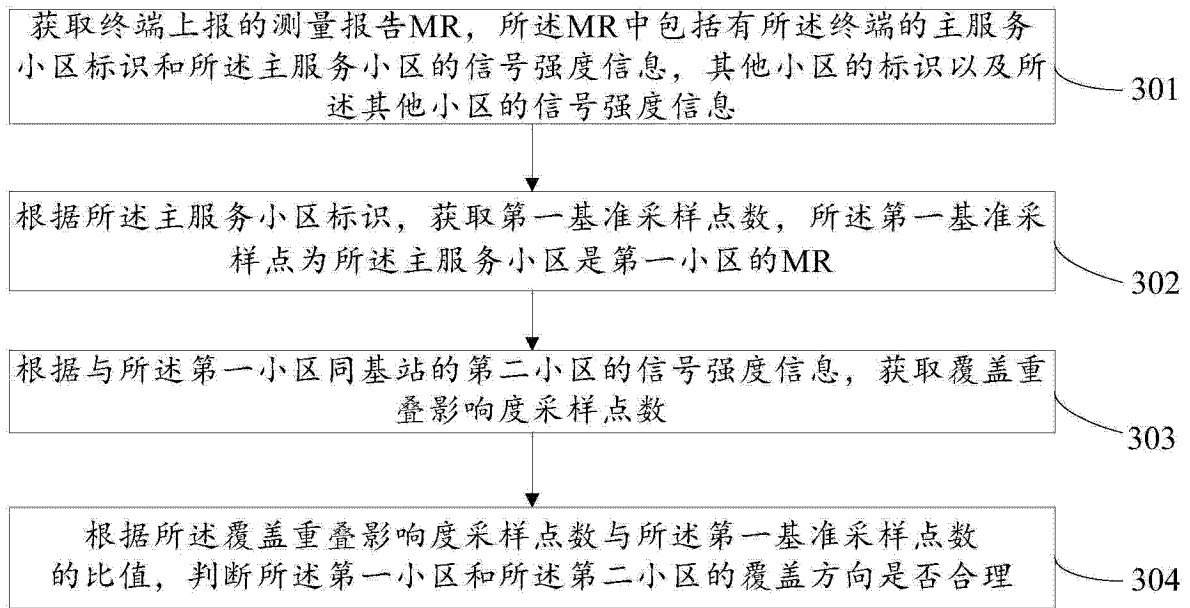 获取终端上报的测量报告MR，所述MR中包括有所述终端的主服务
小区标识和所述主服务小区的信号强度信息，其他小区的标识以及所
述其他小区的信号强度信息
301
根据所述主服务小区标识，获取第一基准采样点数，所述第一基准采
样点为所述主服务小区是第一小区的MR
302
根据与所述第一小区同基站的第二小区的信号强度信息，获取覆盖重
叠影响度采样点数
303
根据所述覆盖重叠影响度采样点数与所述第一基准采样点数
的比值，判断所述第一小区和所述第二小区的覆盖方向是否合理
304